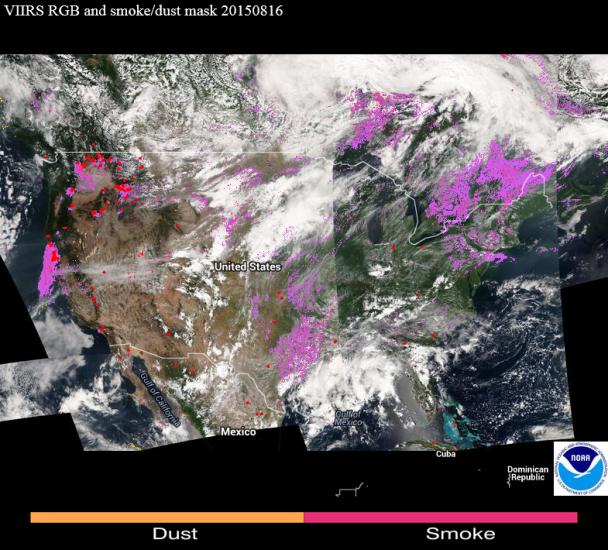 VIIRS RGB and smoke/dust mask 20150816
United States
Gulf of California
Gulf of
Mexico
Mexico
Cuba
Dominican
Republic
NOAA
Dust
Smoke